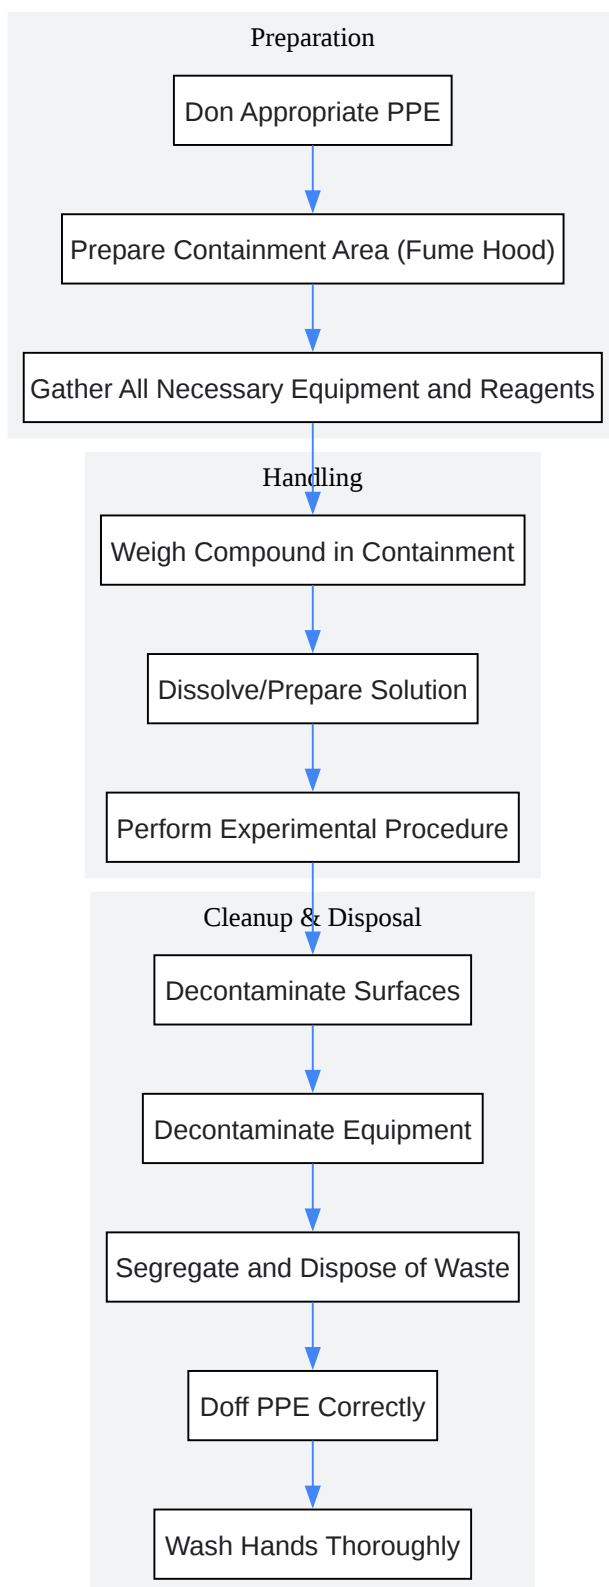 Preparation
Don Appropriate PPE
Prepare Containment Area (Fume Hood)
Gather All Necessary Equipment and Reagents
Handling
Weigh Compound in Containment
Dissolve/Prepare Solution
Perform Experimental Procedure
Cleanup & Disposal
Decontaminate Surfaces
Decontaminate Equipment
Segregate and Dispose of Waste
Doff PPE Correctly
Wash Hands Thoroughly